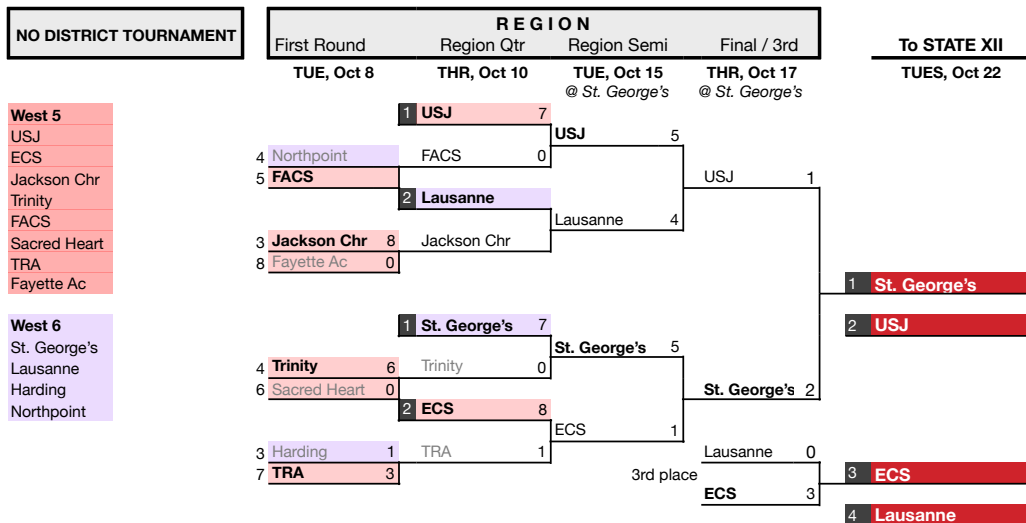 NO DISTRICT TOURNAMENT
REGION
First Round Region Qtr Region Semi Final / 3rd
To STATE XII
TUE, Oct 8 THR, Oct 10 TUE, Oct 15 THR, Oct 17 TUES, Oct 22
@ St. George's @ St. George's
West 5
USJ
ECS
Jackson Chr
Trinity
FACS
Sacred Heart
TRA
Fayette Ac
West 6
St. George's
Lausanne
Harding
Northpoint
4 Northpoint
5 FACS
3 Jackson Chr 8
8 Fayette Ac 0
4 Trinity 6
6 Sacred Heart 0
3 Harding 1
7 TRA 3
1 USJ 7
FACS 0
2 Lausanne
Jackson Chr
1 St. George's 7
Trinity 0
2 ECS 8
TRA 1
USJ 5
Lausanne 4
St. George's 5
ECS 1
USJ 1
St. George's 2
3rd place
Lausanne 0
ECS 3
1 St. George's
2 USJ
3 ECS
4 Lausanne